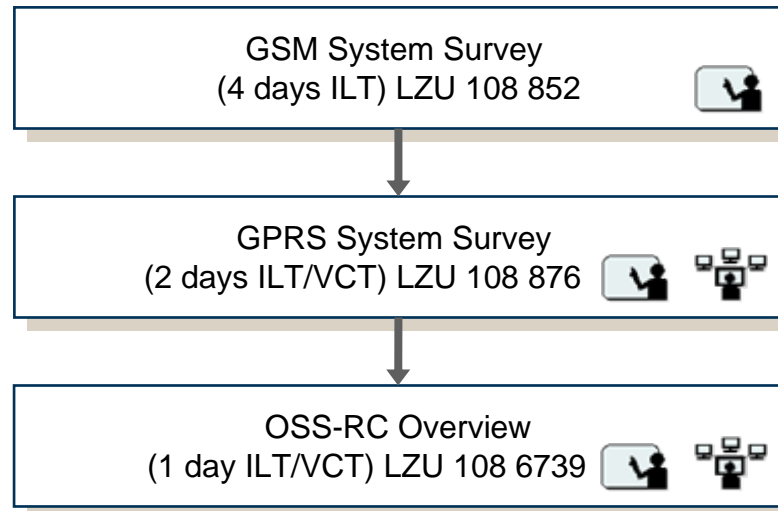 GSM System Survey
(4 days ILT) LZU 108 852
GPRS System Survey
(2 days ILT/VCT) LZU 108 876
OSS-RC Overview
(1 day ILT/VCT) LZU 108 6739